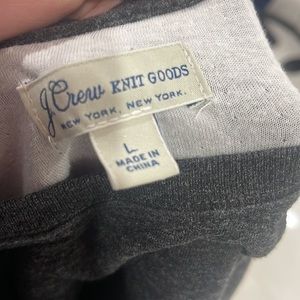 J.Crew KNIT GOODS
NEW YORK, NEW YORK.
L
MADE IN
CHINA